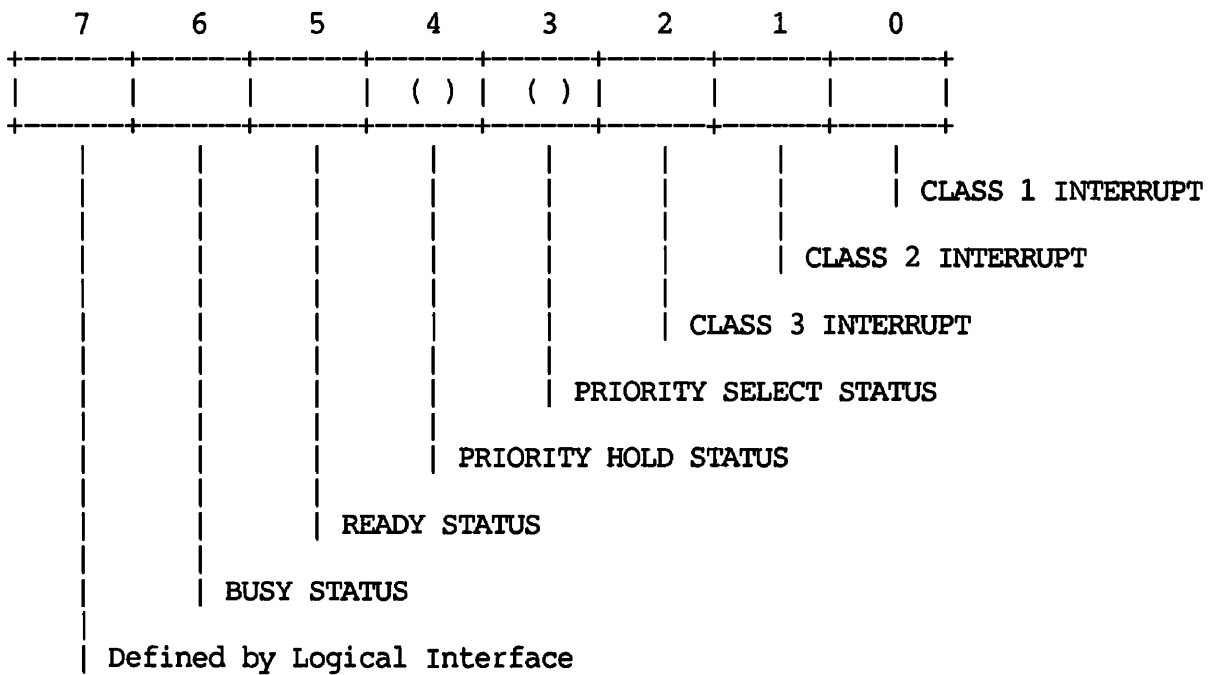 7 6 5 4 3 2 1 0
( ) ( )
CLASS 1 INTERRUPT
CLASS 2 INTERRUPT
CLASS 3 INTERRUPT
PRIORITY SELECT STATUS
PRIORITY HOLD STATUS
READY STATUS
BUSY STATUS
Defined by Logical Interface